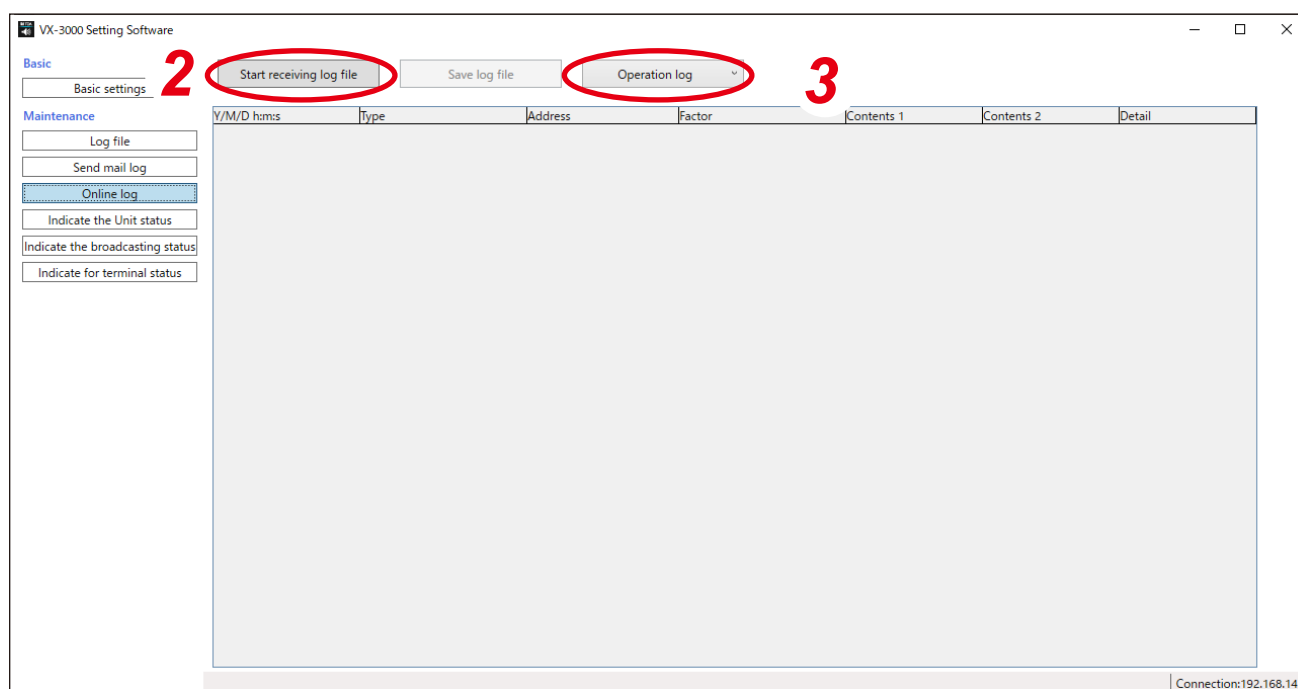 VX-3000 Setting Software
Basic
2
Start receiving log file
Save log file
Operation log
3
Basic settings
Maintenance
Y/M/D h:m:s Type Address Factor Contents 1 Contents 2 Detail
Log file
Send mail log
Online log
Indicate the Unit status
Indicate the broadcasting status
Indicate for terminal status
Connection:192.168.14